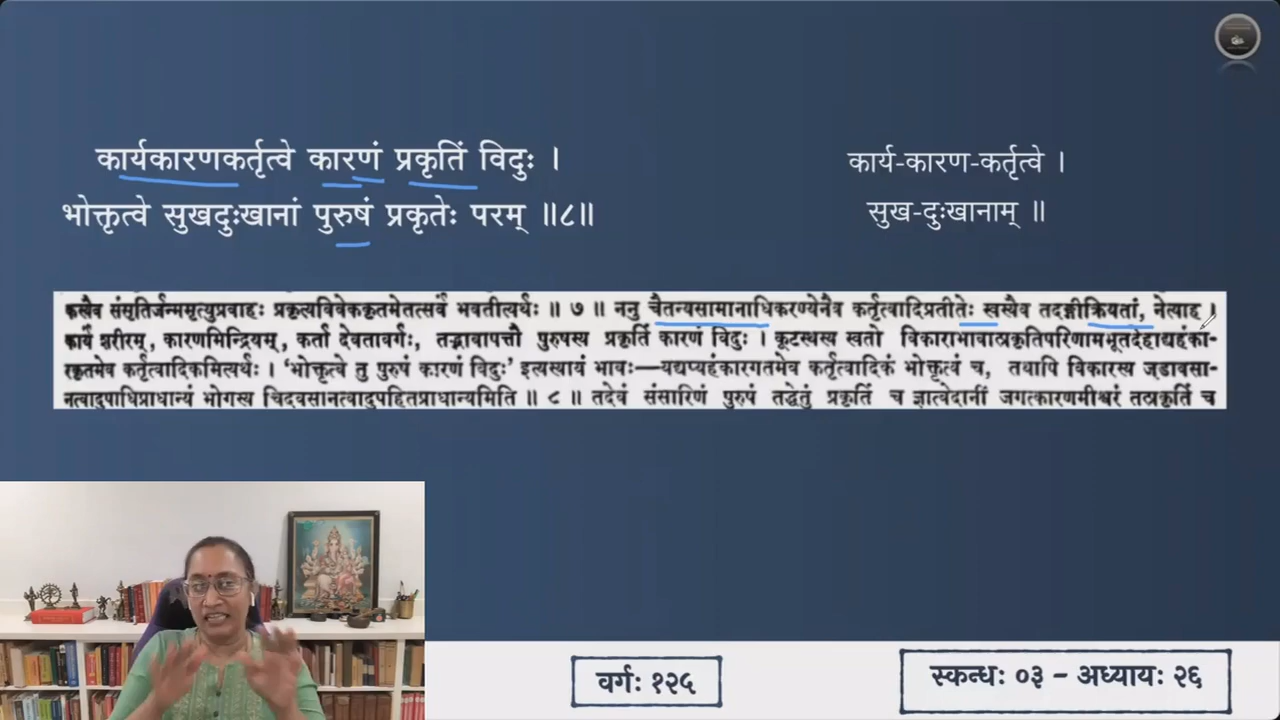 कार्यकारणकर्तृत्वे कारणं प्रकृतिं विदुः ।
भोक्तृत्वे सुखदुःखानां पुरुषं प्रकृतेः परम् ॥८॥
कार्य-कारण-कर्तृत्वे ।
सुख-दुःखानाम् ॥
कस्यैव संसृतिर्जन्ममृत्युप्रवाहः प्रकृत्यविवेककृतमेतत्सर्वं भवतीत्यर्थः ॥ ७ ॥ ननु चैतन्यसामानाधिकरण्येनैव कर्तृत्वादिप्रतीतेः स्वस्यैव तदङ्गीक्रियतां, नेत्याह ।
कार्यं शरीरम्, कारणमिन्द्रियम्, कर्ता देवतावर्गः, तद्भावापत्तौ पुरुषस्य प्रकृतिं कारणं विदुः । कूटस्थस्य स्वतो विकाराभावात्प्रकृतिपरिणामभूतदेहाद्यहंका-
रकृतमेव कर्तृत्वादिकमित्यर्थः । ‘भोक्तृत्वे तु पुरुषं कारणं विदुः’ इत्यस्यायं भावः—यद्यप्यहंकारगतमेव कर्तृत्वादिकं भोक्तृत्वं च, तथापि विकारस्य जडावसा-
नत्वादुपाधिप्राधान्यं भोगस्य चिदवसानत्वादुपहितप्राधान्यमिति ॥ ८ ॥ तदेवं संसारिणं पुरुषं तद्धेतुं प्रकृतिं च ज्ञात्वेदानीं जगत्कारणमीश्वरं तत्प्रकृतिं च
वर्गः १२५
स्कन्धः ०३ – अध्यायः २६